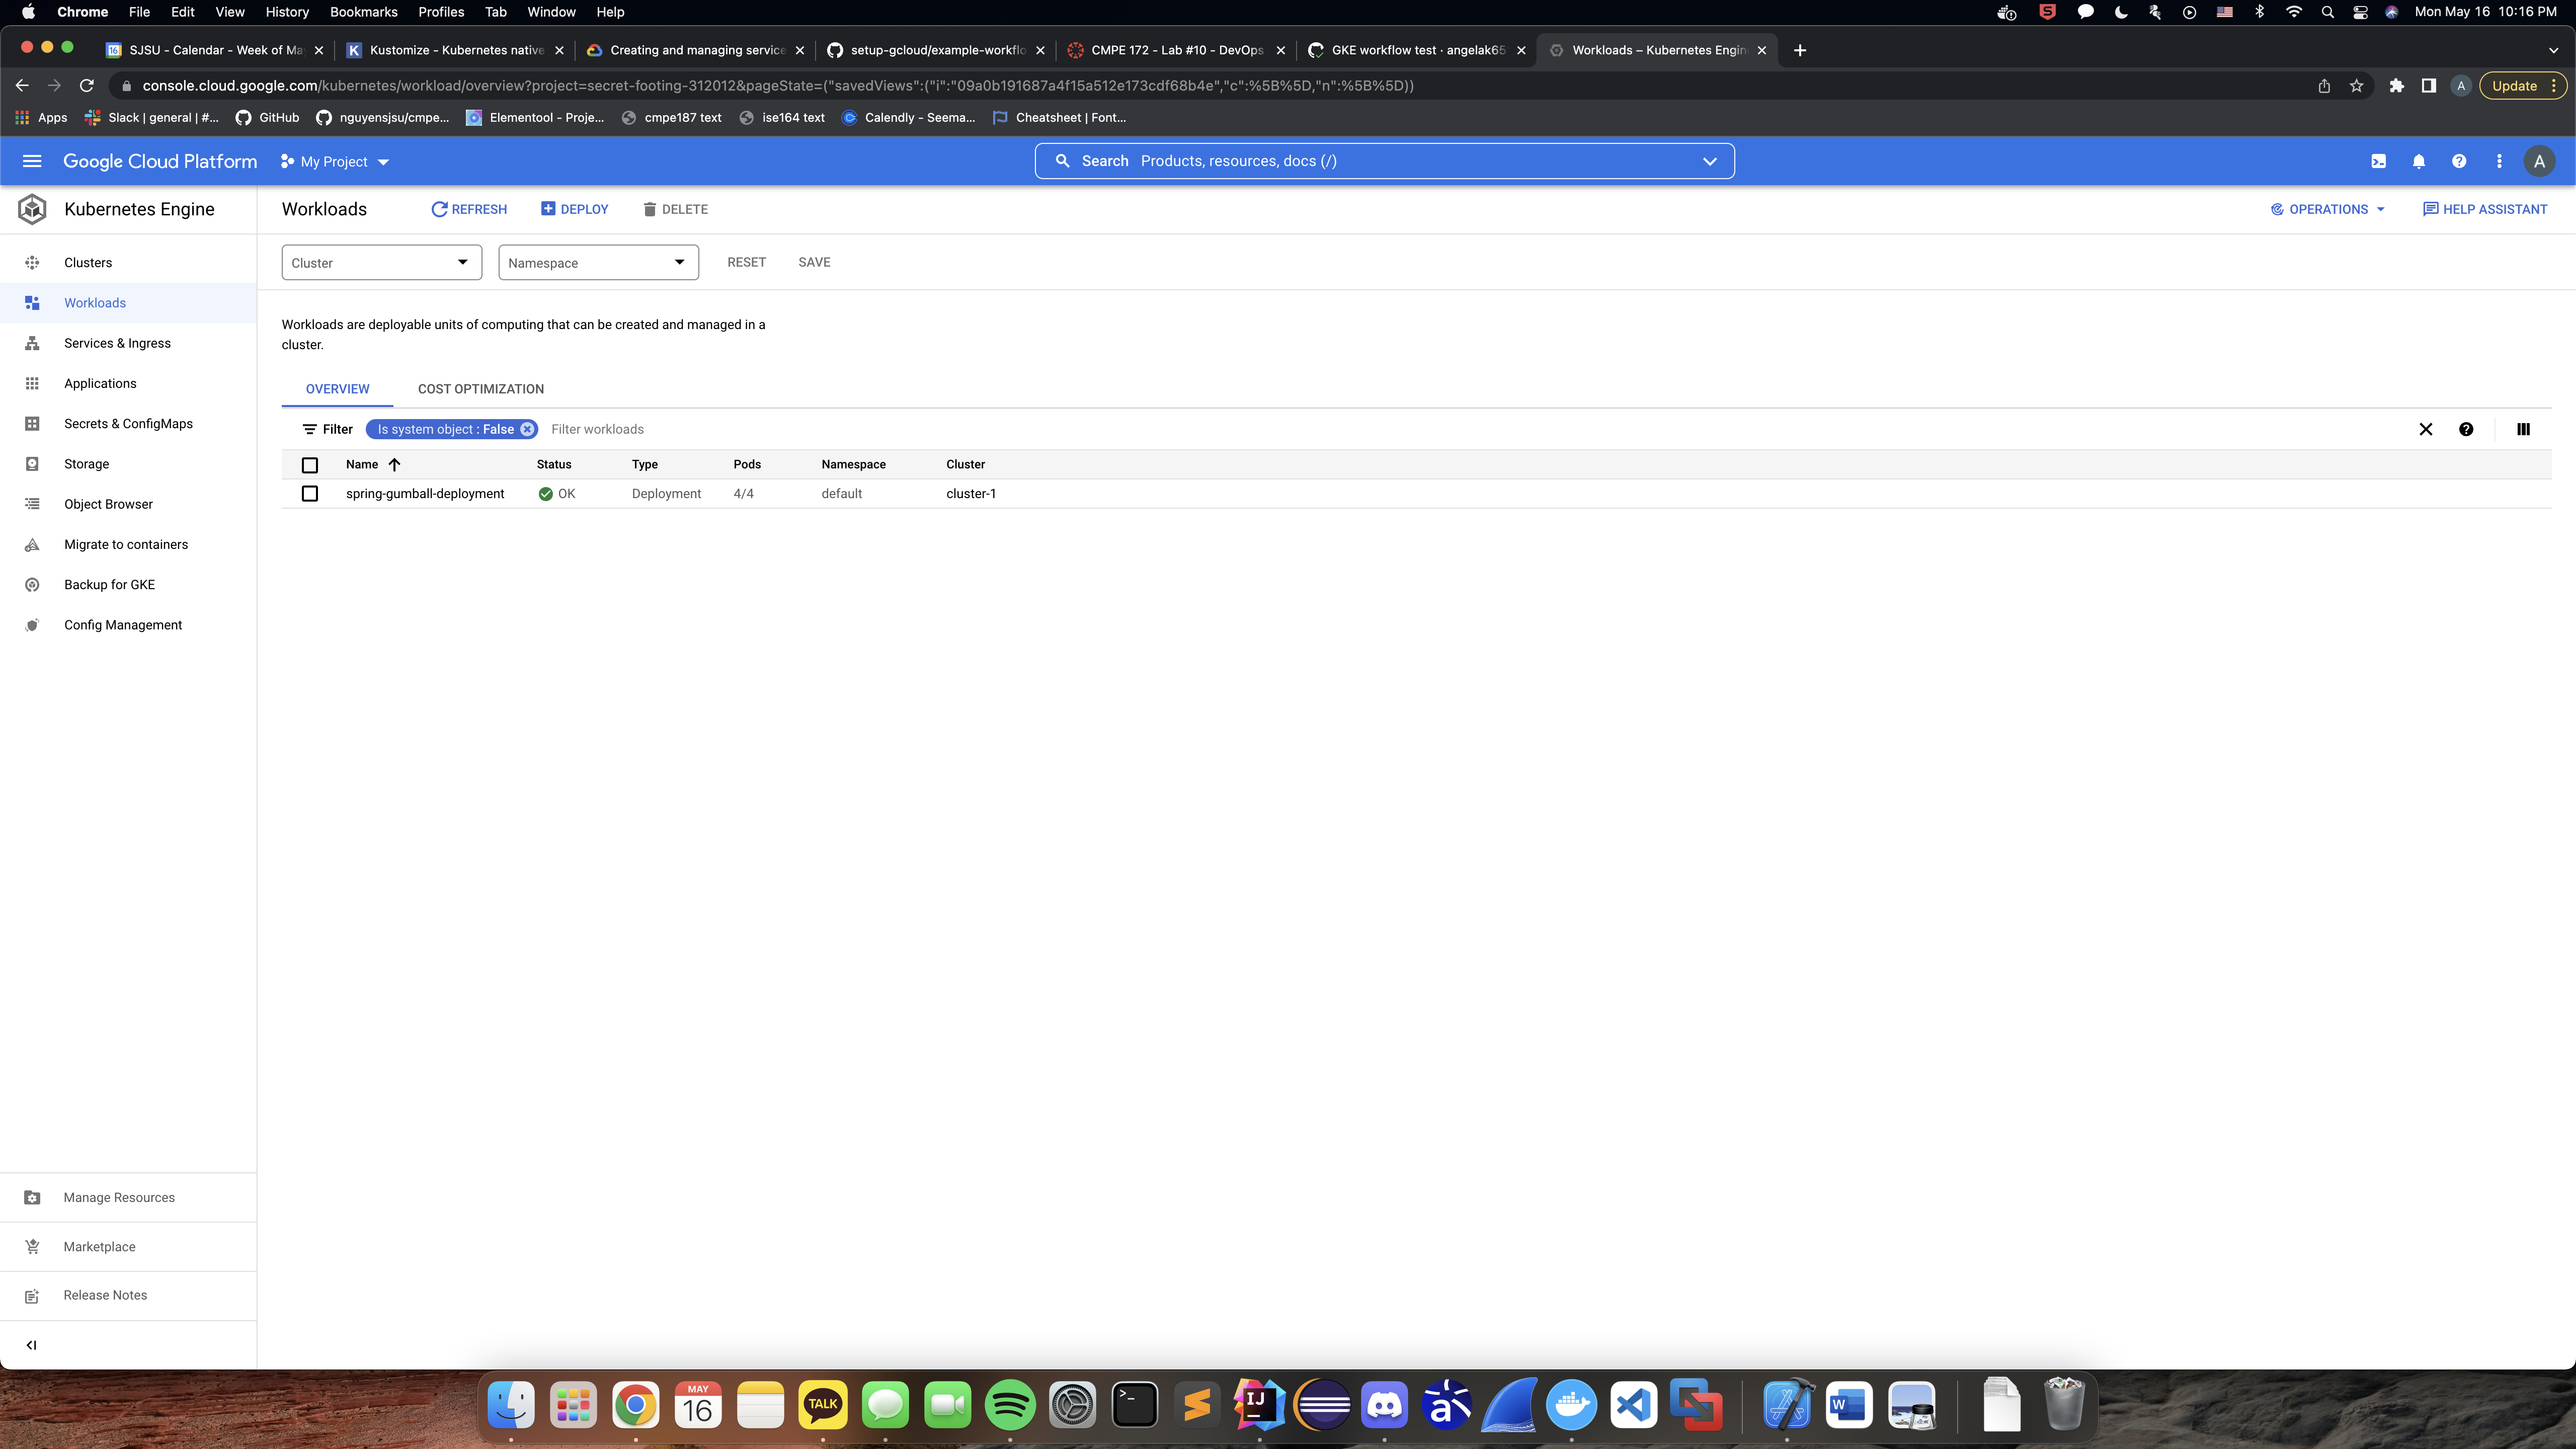 Chrome File Edit View History Bookmarks Profiles Tab Window Help Mon May 16 10:16 PM
SJSU - Calendar - Week of Ma Kustomize - Kubernetes native Creating and managing service setup-gcloud/example-workflo CMPE 172 - Lab #10 - DevOps GKE workflow test · angelak65 Workloads – Kubernetes Engin
console.cloud.google.com/kubernetes/workload/overview?project=secret-footing-312012&pageState=("savedViews":("i":"09a0b191687a4f15a512e173cdf68b4e","c":%5B%5D,"n":%5B%5D)) A Update
Apps Slack | general | #... GitHub nguyensjsu/cmpe... Elementool - Proje... cmpe187 text ise164 text Calendly - Seema... Cheatsheet | Font...
Google Cloud Platform My Project Search Products, resources, docs (/) A
Kubernetes Engine Workloads REFRESH DEPLOY DELETE OPERATIONS HELP ASSISTANT
Clusters
Workloads
Services & Ingress
Applications
Secrets & ConfigMaps
Storage
Object Browser
Migrate to containers
Backup for GKE
Config Management
Cluster Namespace RESET SAVE
Workloads are deployable units of computing that can be created and managed in a
cluster.
OVERVIEW COST OPTIMIZATION
Filter Is system object : False Filter workloads
Name Status Type Pods Namespace Cluster
spring-gumball-deployment OK Deployment 4/4 default cluster-1
Manage Resources
Marketplace
Release Notes
MAY
16
TALK
IJ
W